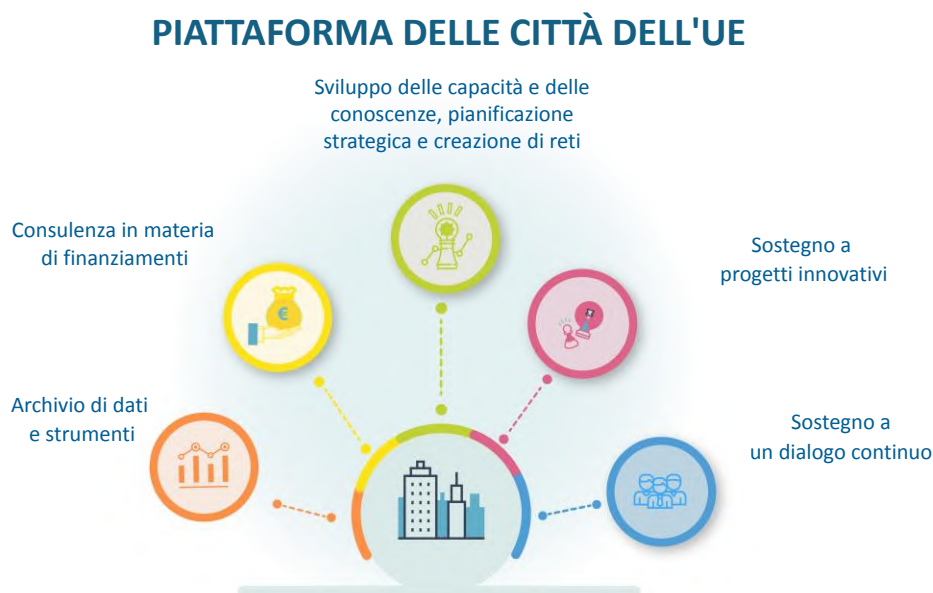 PIATTAFORMA DELLE CITTÀ DELL'UE
Sviluppo delle capacità e delle
conoscenze, pianificazione
strategica e creazione di reti
Consulenza in materia
di finanziamenti
€
Sostegno a
progetti innovativi
Archivio di dati
e strumenti
Sostegno a
un dialogo continuo